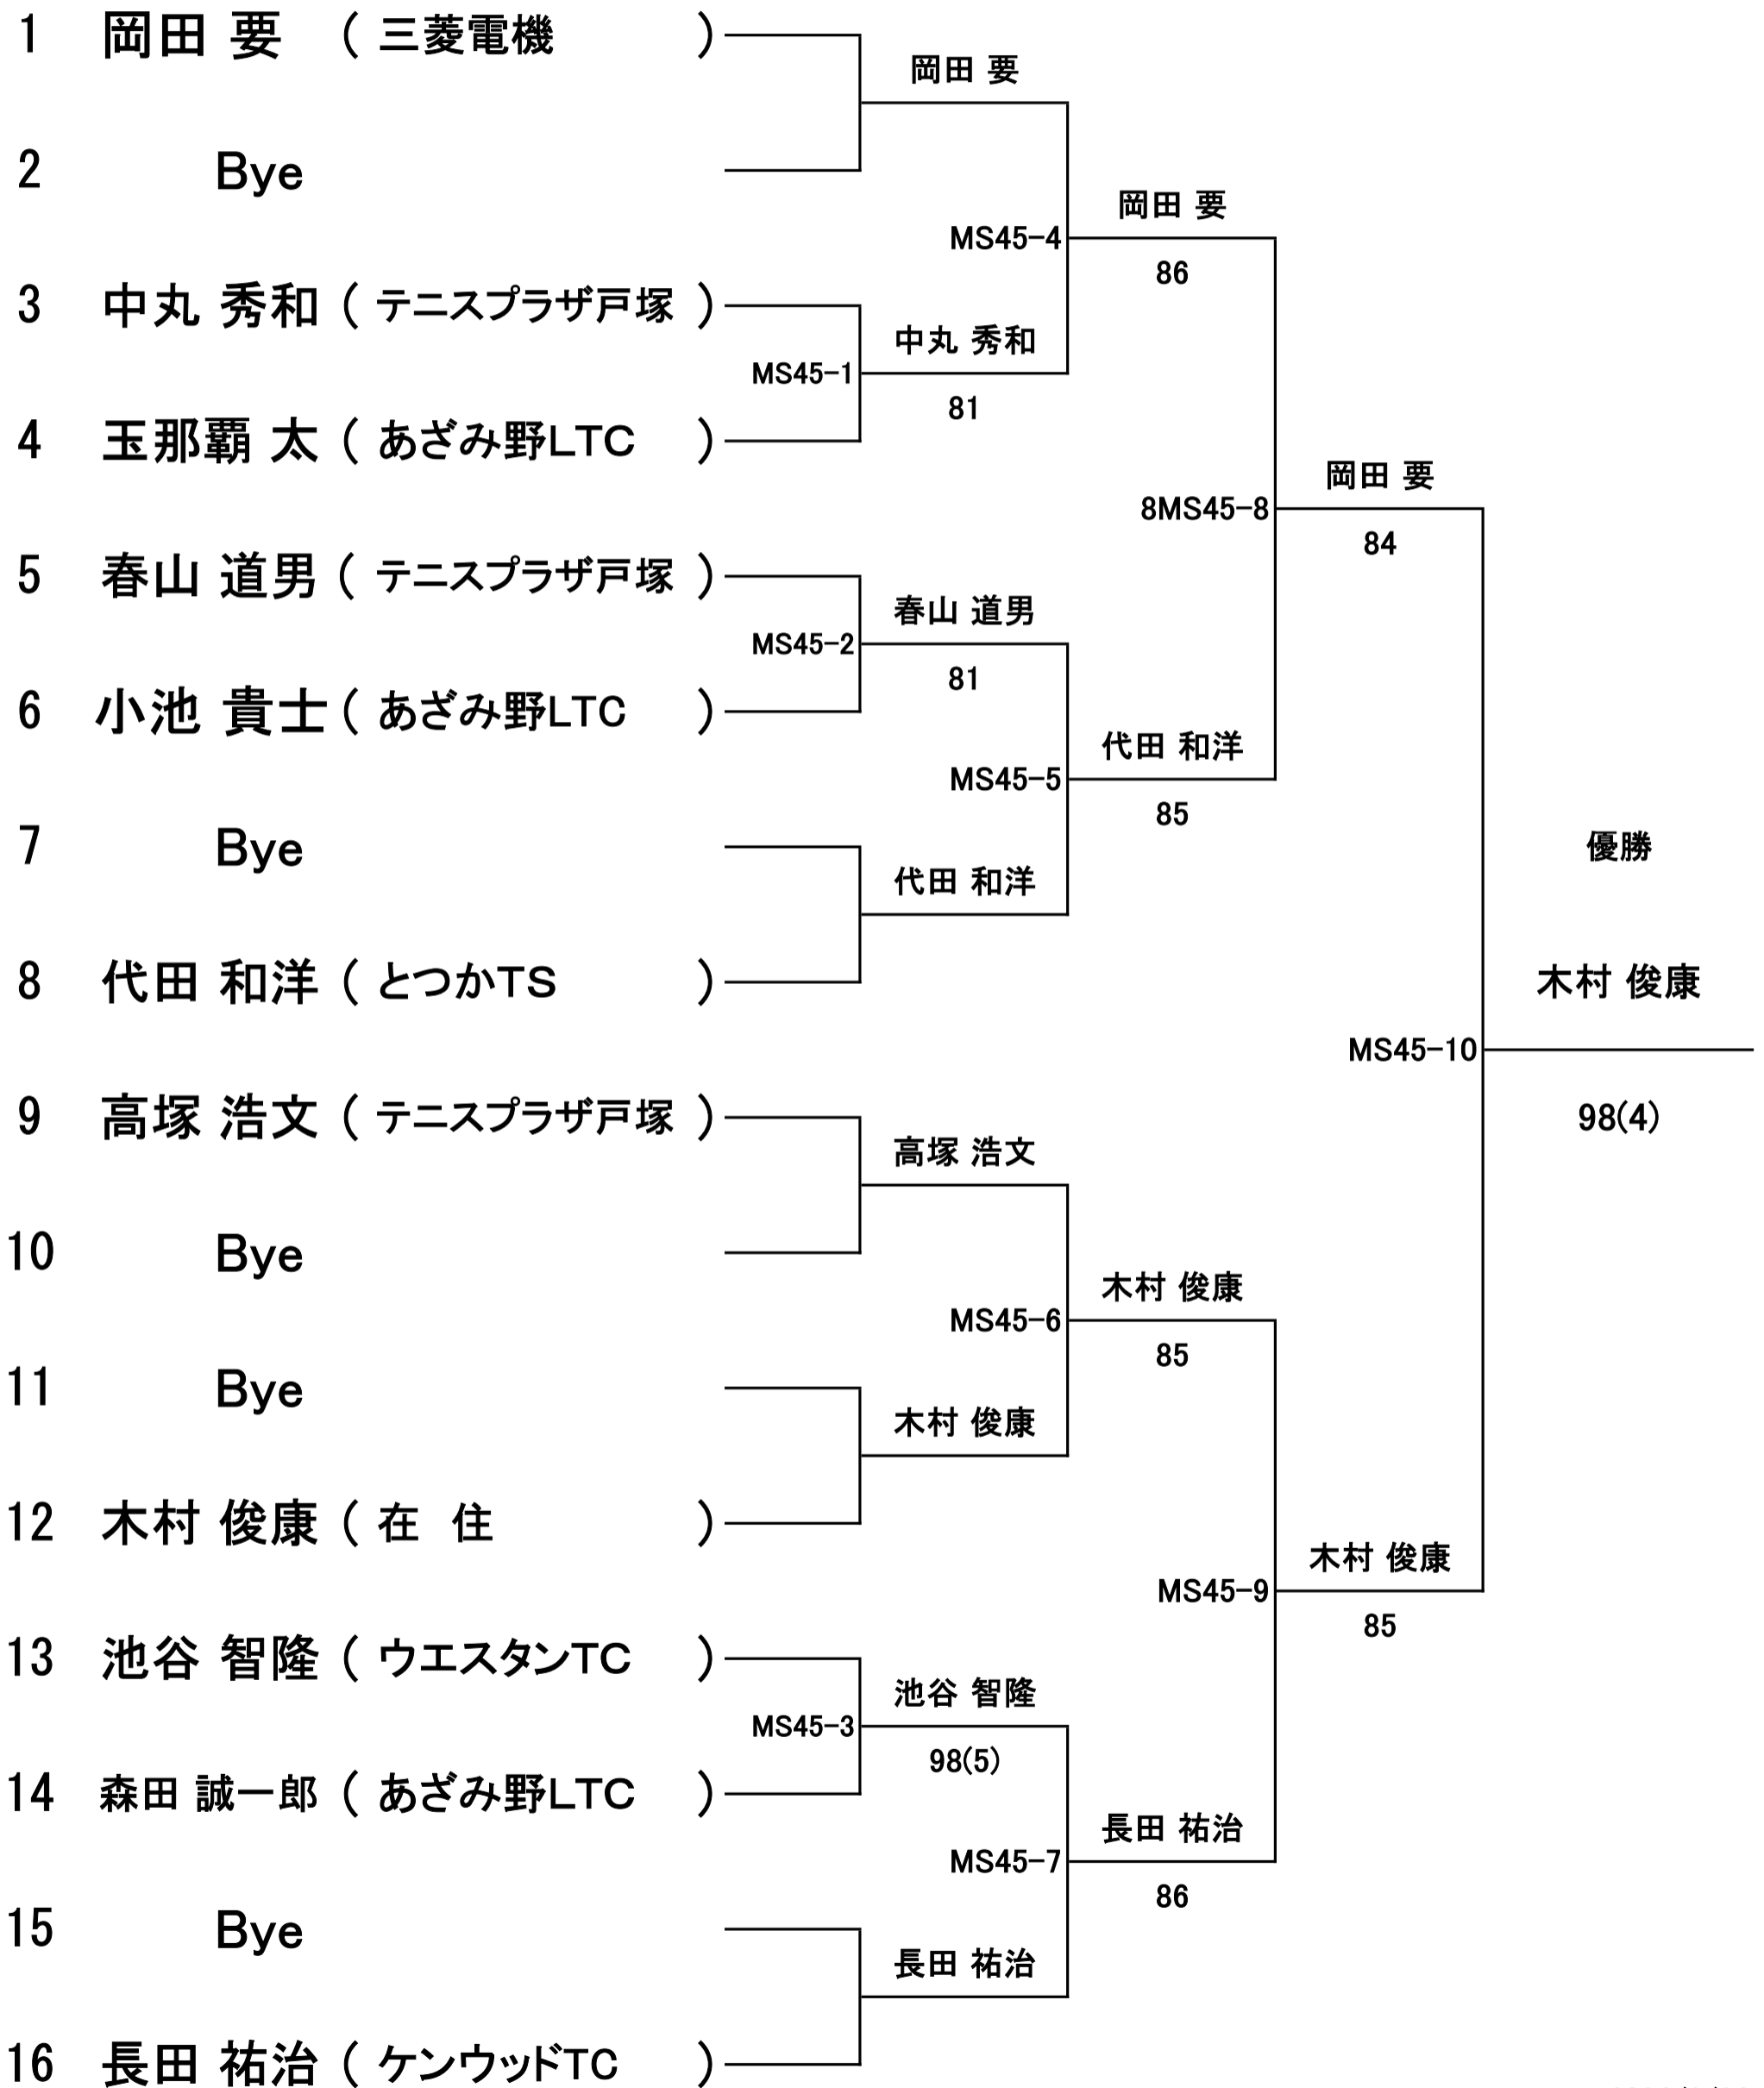 1 岡田 要 ( 三菱電機 )
岡田 要
2 Bye
岡田 要
MS45-4
86
3 中丸 秀和 ( テニスプラザ戸塚 )
中丸 秀和
MS45-1
81
4 玉那覇 太 ( あざみ野LTC )
岡田 要
8MS45-8
84
5 春山 道男 ( テニスプラザ戸塚 )
春山 道男
MS45-2
81
6 小池 貴士 ( あざみ野LTC )
代田 和洋
MS45-5
85
7 Bye
優勝
代田 和洋
8 代田 和洋 ( とつかTS )
木村 俊康
MS45-10
98(4)
9 高塚 浩文 ( テニスプラザ戸塚 )
高塚 浩文
10 Bye
木村 俊康
MS45-6
85
11 Bye
木村 俊康
12 木村 俊康 ( 在 住 )
木村 俊康
MS45-9
85
13 池谷 智隆 ( ウエスタンTC )
池谷 智隆
MS45-3
98(5)
14 森田 誠一郎 ( あざみ野LTC )
長田 祐治
MS45-7
86
15 Bye
長田 祐治
16 長田 祐治 ( ケンウッドTC )